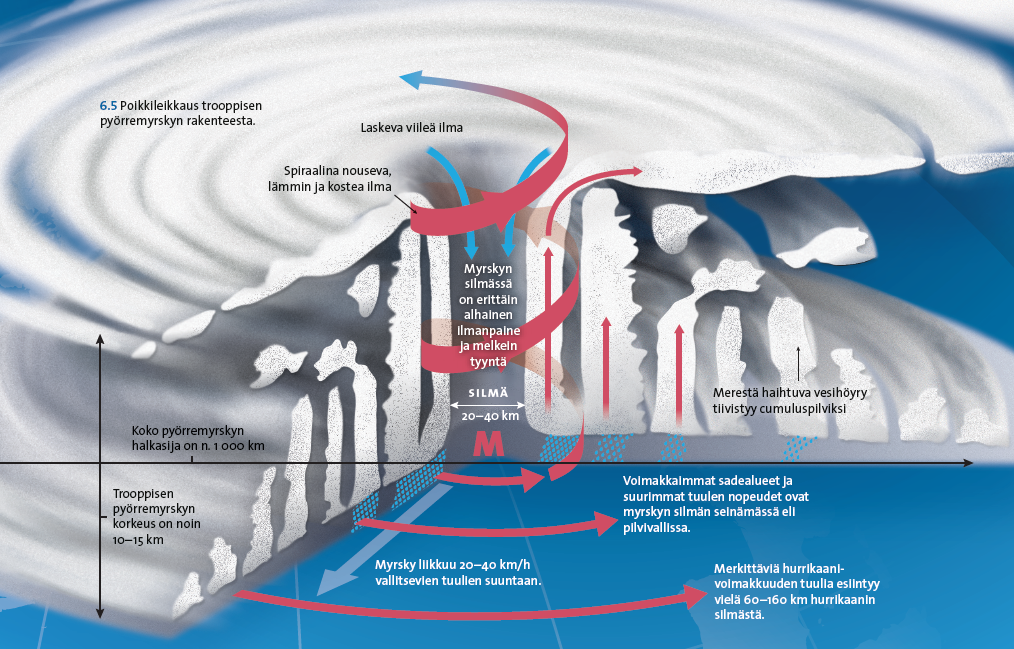 6.5 Poikkileikkaus trooppisen
pyörremyrskyn rakenteesta.
Laskeva viileä ilma
Spiraalina nouseva,
lämmin ja kostea ilma
Myrskyn
silmässä
on erittäin
alhainen
ilmanpaine
ja melkein
tyyntä
SILMÄ
20–40 km
M
Merestä haihtuva vesihöyry
tiivistyy cumuluspilviksi
Koko pyörremyrskyn
halkasija on n. 1 000 km
Trooppisen
pyörremyrskyn
korkeus on noin
10–15 km
Voimakkaimmat sadealueet ja
suurimmat tuulen nopeudet ovat
myrskyn silmän seinämässä eli
pilvivallissa.
Myrsky liikkuu 20–40 km/h
vallitsevien tuulien suuntaan.
Merkittäviä hurrikaani-
voimakkuuden tuulia esiintyy
vielä 60–160 km hurrikaanin
silmästä.